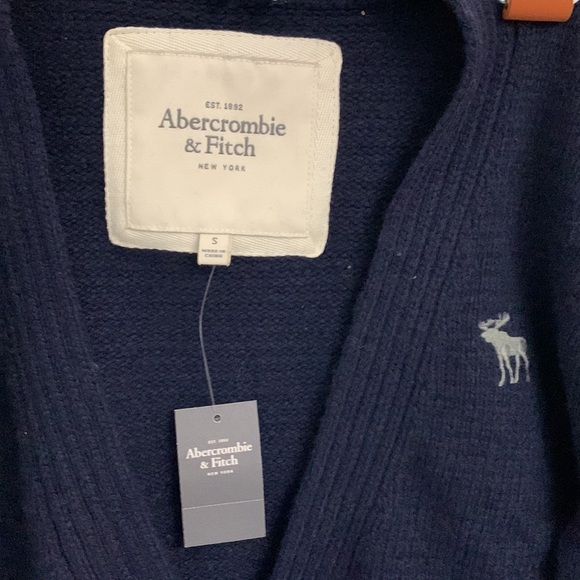 EST. 1892
Abercrombie
& Fitch
NEW YORK
S
MADE IN
CHINA
EST 1892
Abercrombie
& Fitch
NEW YORK